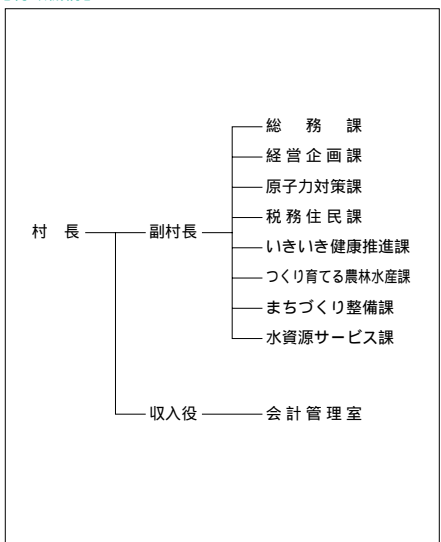 総務課
経営企画課
原子力対策課
税務住民課
村長 副村長
いきいき健康推進課
つくり育てる農林水産課
まちづくり整備課
水資源サービス課
収入役 会計管理室